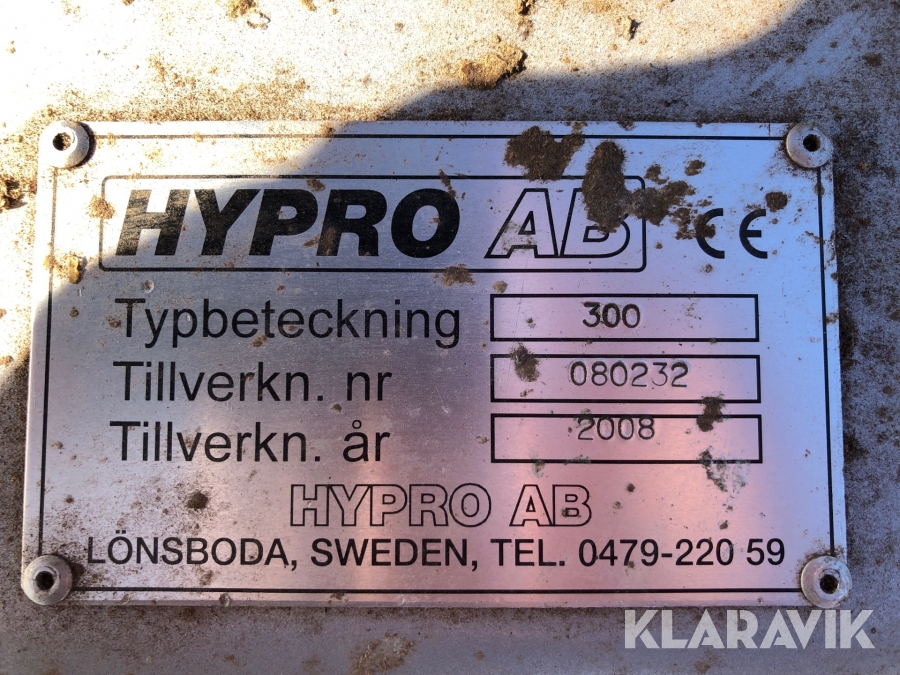 HYPRO AB CE
Typbeteckning 300
Tillverkn. nr 080232
Tillverkn. år 2008
HYPRO AB
LÖNSBODA, SWEDEN, TEL. 0479-220 59
KLARAVIK